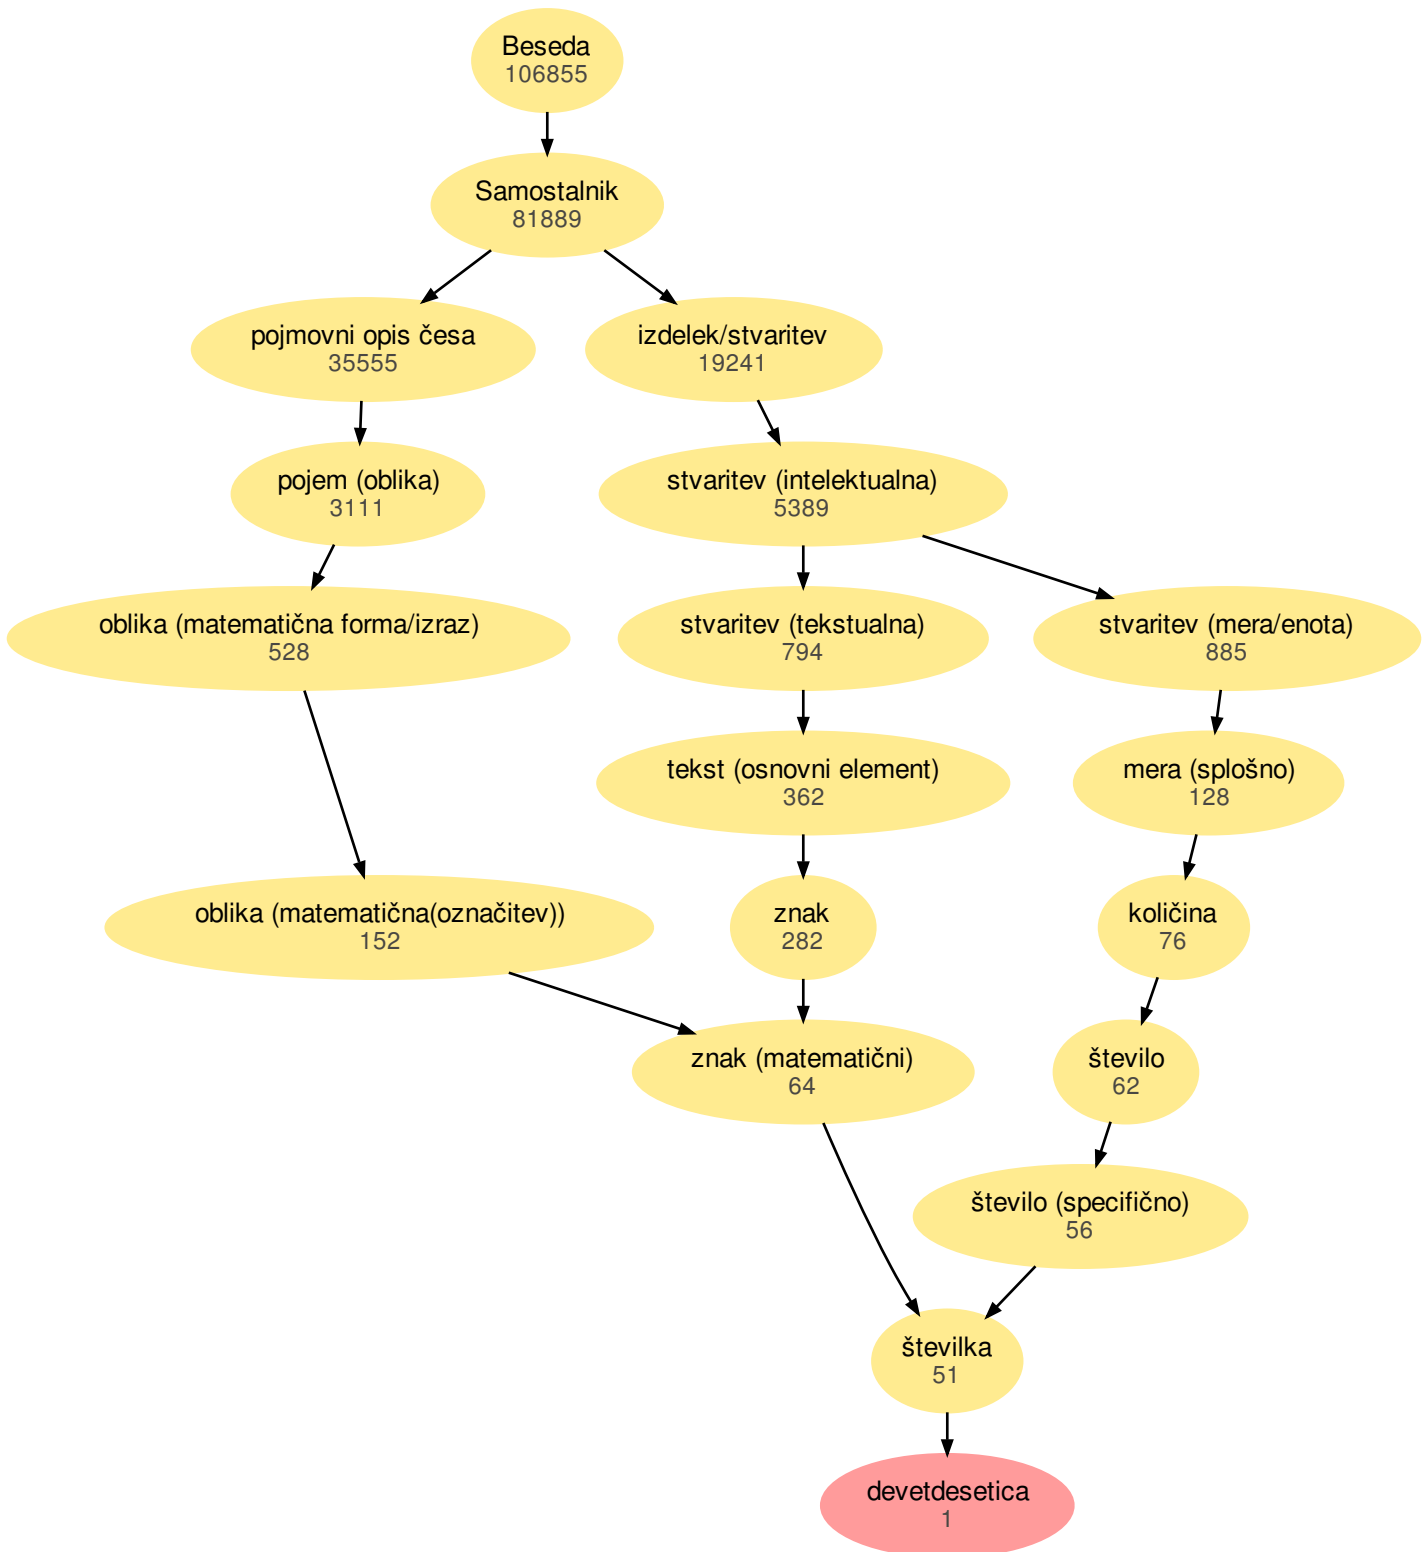 Beseda
106855
Samostalnik
81889
pojmovni opis česa
35555
izdelek/stvaritev
19241
pojem (oblika)
3111
stvaritev (intelektualna)
5389
oblika (matematična forma/izraz)
528
stvaritev (tekstualna)
794
stvaritev (mera/enota)
885
tekst (osnovni element)
362
mera (splošno)
128
oblika (matematična(označitev))
152
znak
282
količina
76
znak (matematični)
64
število
62
število (specifično)
56
številka
51
devetdesetica
1